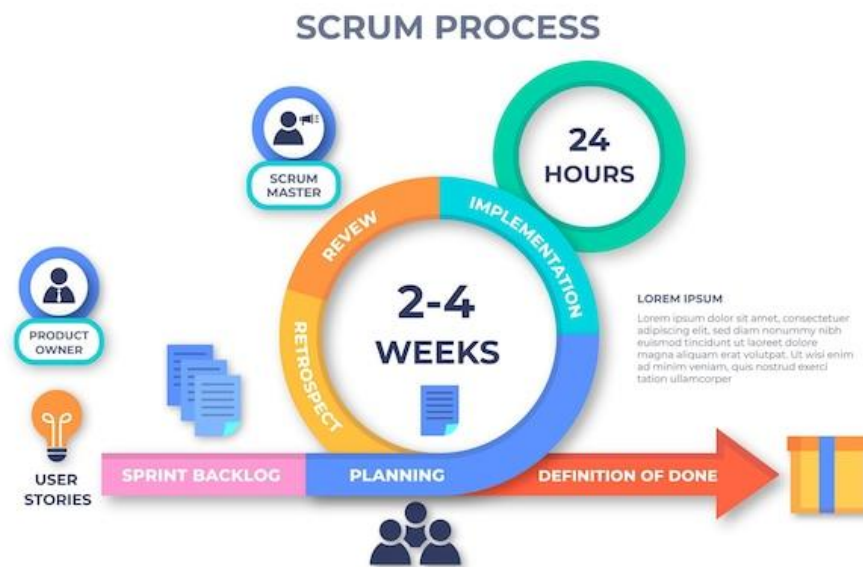 SCRUM PROCESS
SCRUM
MASTER
24
HOURS
REVIEW
IMPLEMENTATION
RETROSPECT
2-4
WEEKS
PRODUCT
OWNER
LOREM IPSUM
Lorem ipsum dolor sit amet, consectetuer
adipiscing elit, sed diam nonummy nibh
euismod tincidunt ut laoreet dolore
magna aliquam erat volutpat. Ut wisi enim
ad minim veniam, quis nostrud exerci
tation ullamcorper
USER
STORIES
SPRINT BACKLOG
PLANNING
DEFINITION OF DONE